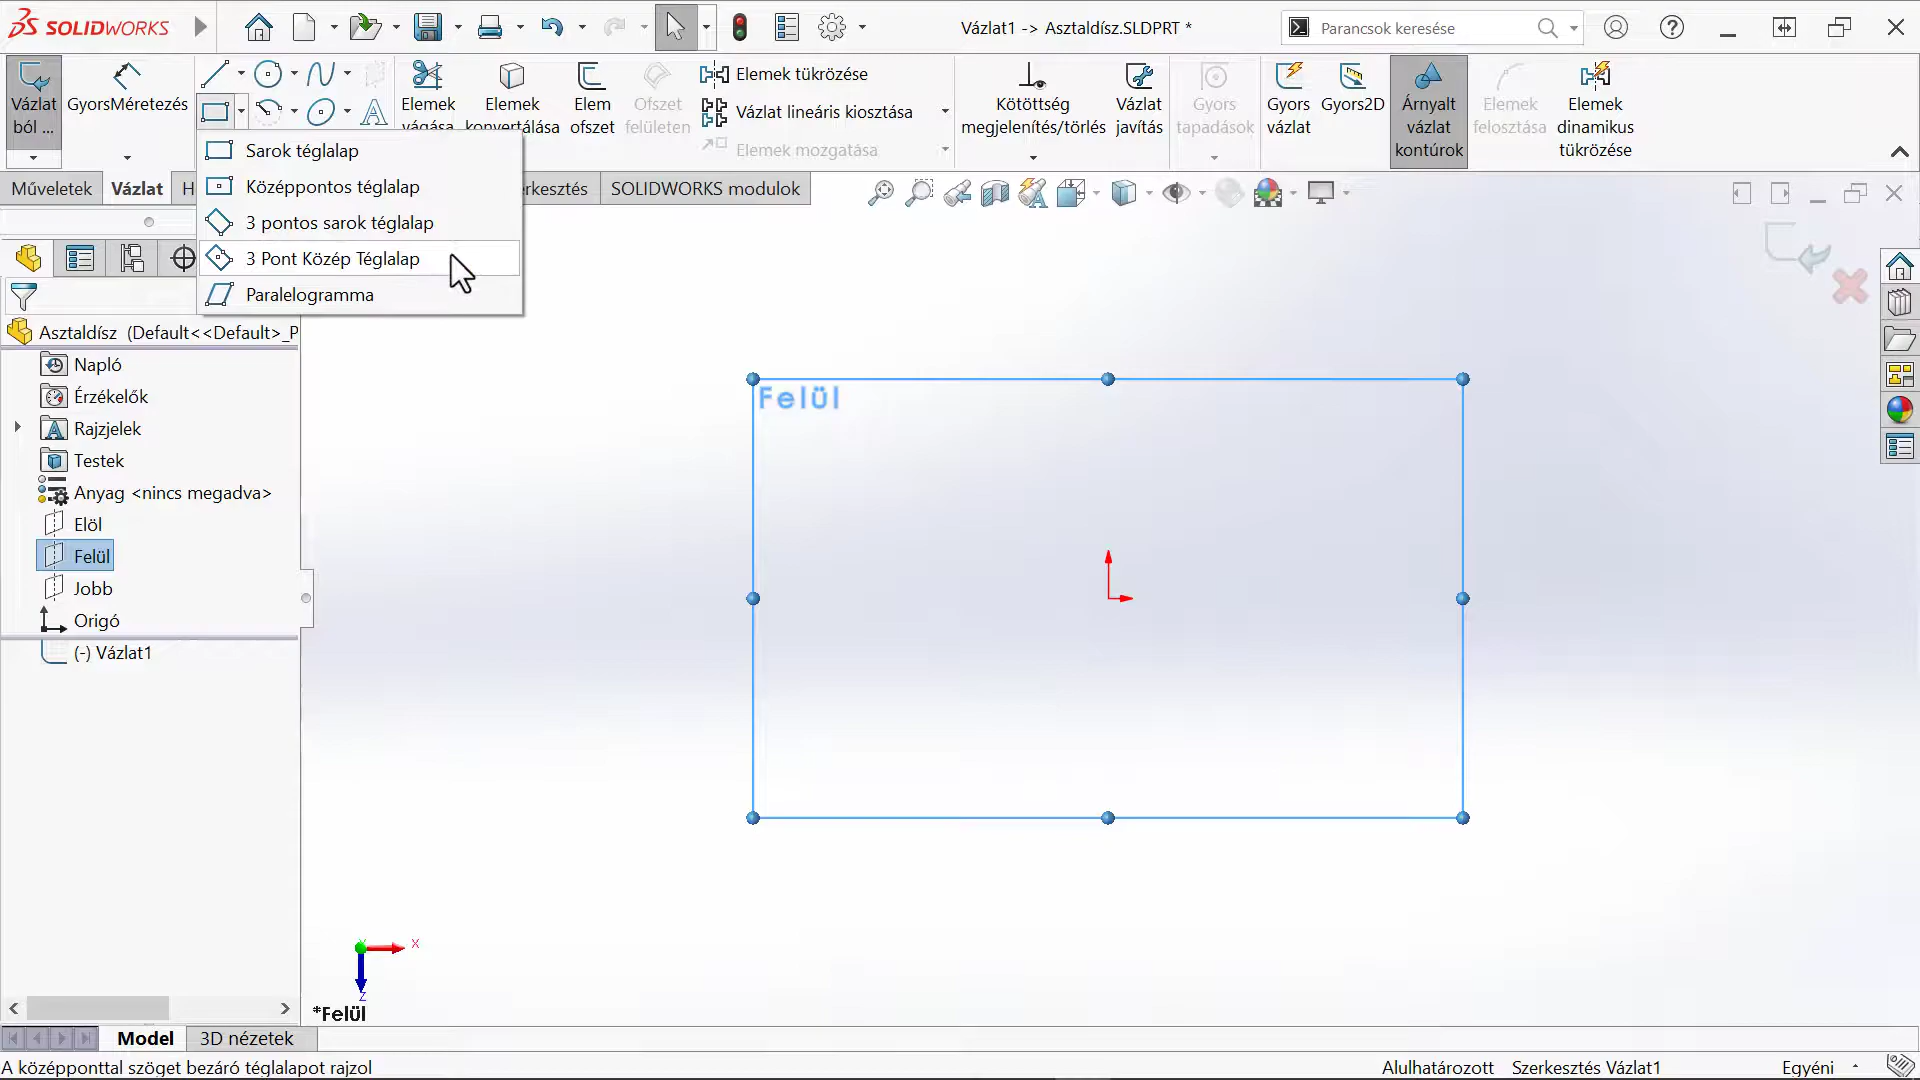 SOLIDWORKS
Vázlat1 -> Asztaldísz.SLDPRT *
Parancsok keresése
Vázlat
ból ...
GyorsMéretezés
Elemek
vágása
Elemek
konvertálása
Elem
ofszet
Ofszet
felületen
Elemek tükrözése
Vázlat lineáris kiosztása
Elemek mozgatása
Kötöttség
megjelenítés/törlés
Vázlat
javítás
Gyors
tapadások
Gyors
vázlat
Gyors2D
Árnyalt
vázlat
kontúrok
Elemek
felosztása
Elemek
dinamikus
tükrözése
Sarok téglalap
Középpontos téglalap
3 pontos sarok téglalap
3 Pont Közép Téglalap
Paralelogramma
Műveletek
Vázlat
H
erkesztés
SOLIDWORKS modulok
Asztaldísz (Default<<Default>_P
Napló
Érzékelők
Rajzjelek
Testek
Anyag <nincs megadva>
Elöl
Felül
Jobb
Origó
(-) Vázlat1
Felül
X
Y
Z
*Felül
Model
3D nézetek
A középponttal szöget bezáró téglalapot rajzol
Alulhatározott
Szerkesztés Vázlat1
Egyéni